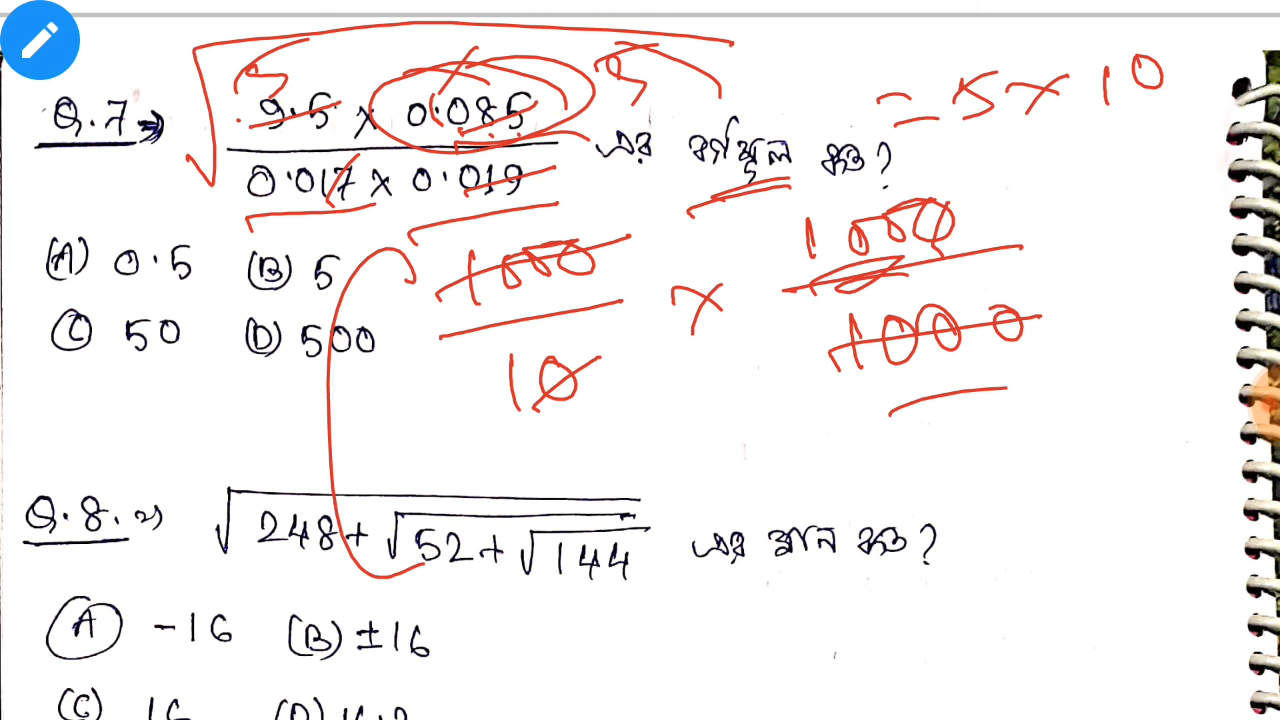 Q.7 ⇒ 9.5 × 0.085 / 0.017 × 0.019 এর বর্গমূল কত?
= 5 × 10
(A) 0.5 (B) 5
1000 / 10 × 1000 / 1000
(C) 50 (D) 500
Q.8. ⇒ √248 + √52 + √144 এর মান কত?
(A) -16 (B) ±16
(C) 16